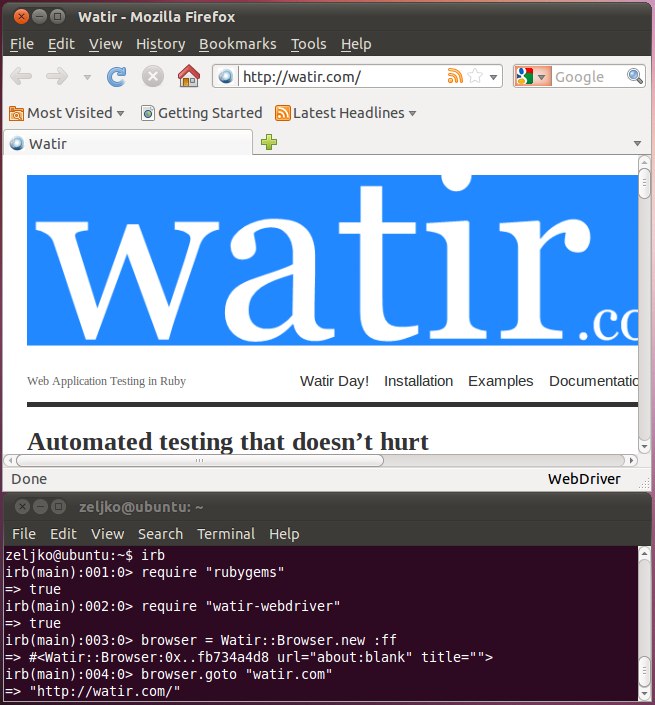 Watir - Mozilla Firefox
File Edit View History Bookmarks Tools Help
http://watir.com/ Google
Most Visited Getting Started Latest Headlines
Watir
watir.co
Web Application Testing in Ruby Watir Day! Installation Examples Documentatio
Automated testing that doesn’t hurt
Done WebDriver
zeljko@ubuntu: ~
File Edit View Search Terminal Help
zeljko@ubuntu:~$ irb
irb(main):001:0> require "rubygems"
=> true
irb(main):002:0> require "watir-webdriver"
=> true
irb(main):003:0> browser = Watir::Browser.new :ff
=> #<Watir::Browser:0x..fb734a4d8 url="about:blank" title="">
irb(main):004:0> browser.goto "watir.com"
=> "http://watir.com/"